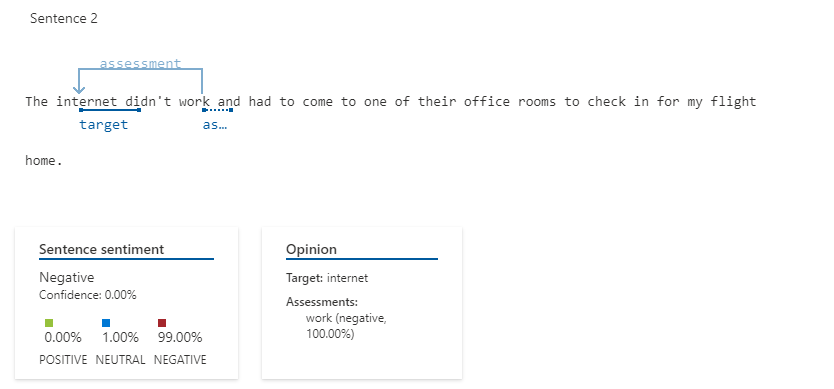 Sentence 2
assessment
The internet didn't work and had to come to one of their office rooms to check in for my flight
target as…
home.
Sentence sentiment
Negative
Confidence: 0.00%
0.00% 1.00% 99.00%
POSITIVE NEUTRAL NEGATIVE
Opinion
Target: internet
Assessments:
work (negative,
100.00%)